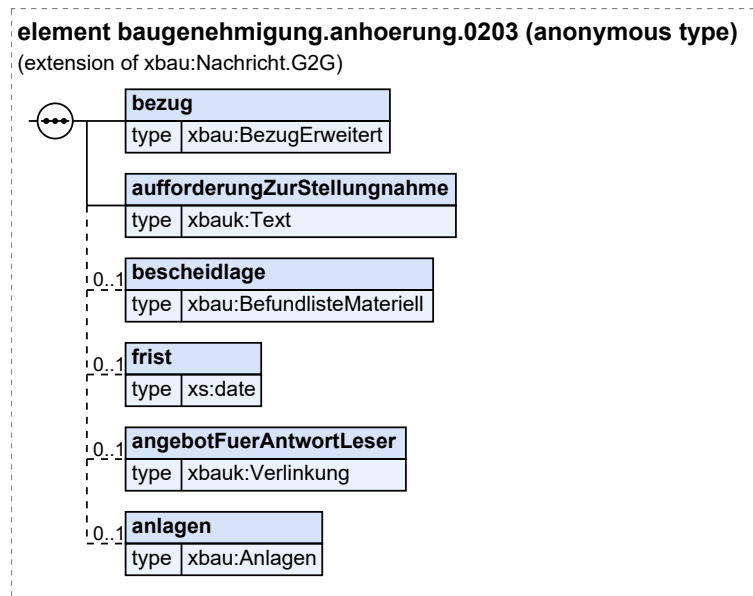 element baugenehmigung.anhoerung.0203 (anonymous type)
(extension of xbau:Nachricht.G2G)
bezug
type xbau:BezugErweitert
aufforderungZurStellungnahme
type xbauk:Text
0..1 bescheidlage
type xbau:BefundlisteMateriell
0..1 frist
type xs:date
0..1 angebotFuerAntwortLeser
type xbauk:Verlinkung
0..1 anlagen
type xbau:Anlagen